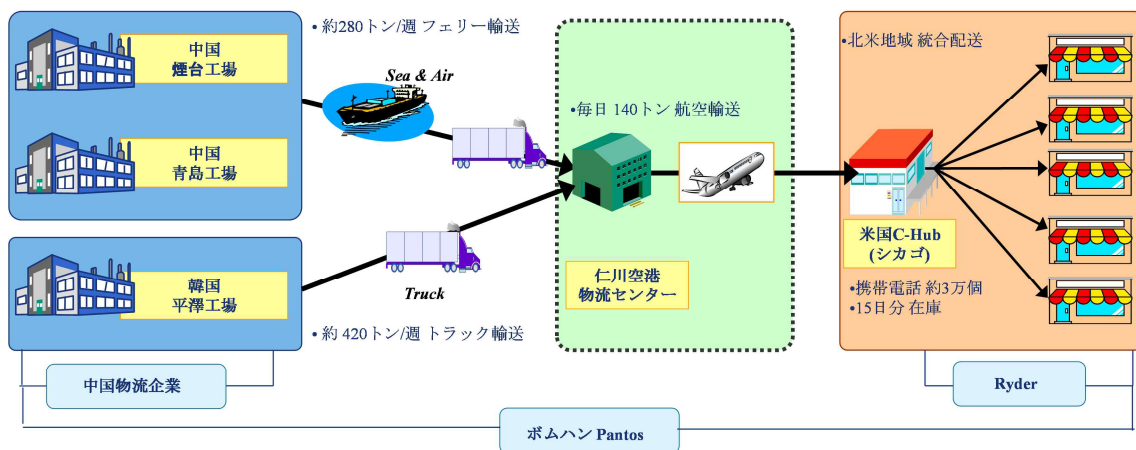 中国
煙台工場
中国
青島工場
韓国
平澤工場
• 約280トン/週 フェリー輸送
Sea & Air
Truck
• 約 420トン/週 トラック輸送
•毎日 140トン 航空輸送
仁川空港
物流センター
•北米地域 統合配送
米国C-Hub
(シカゴ)
•携帯電話 約3万個
•15日分 在庫
中国物流企業
Ryder
ボムハン Pantos